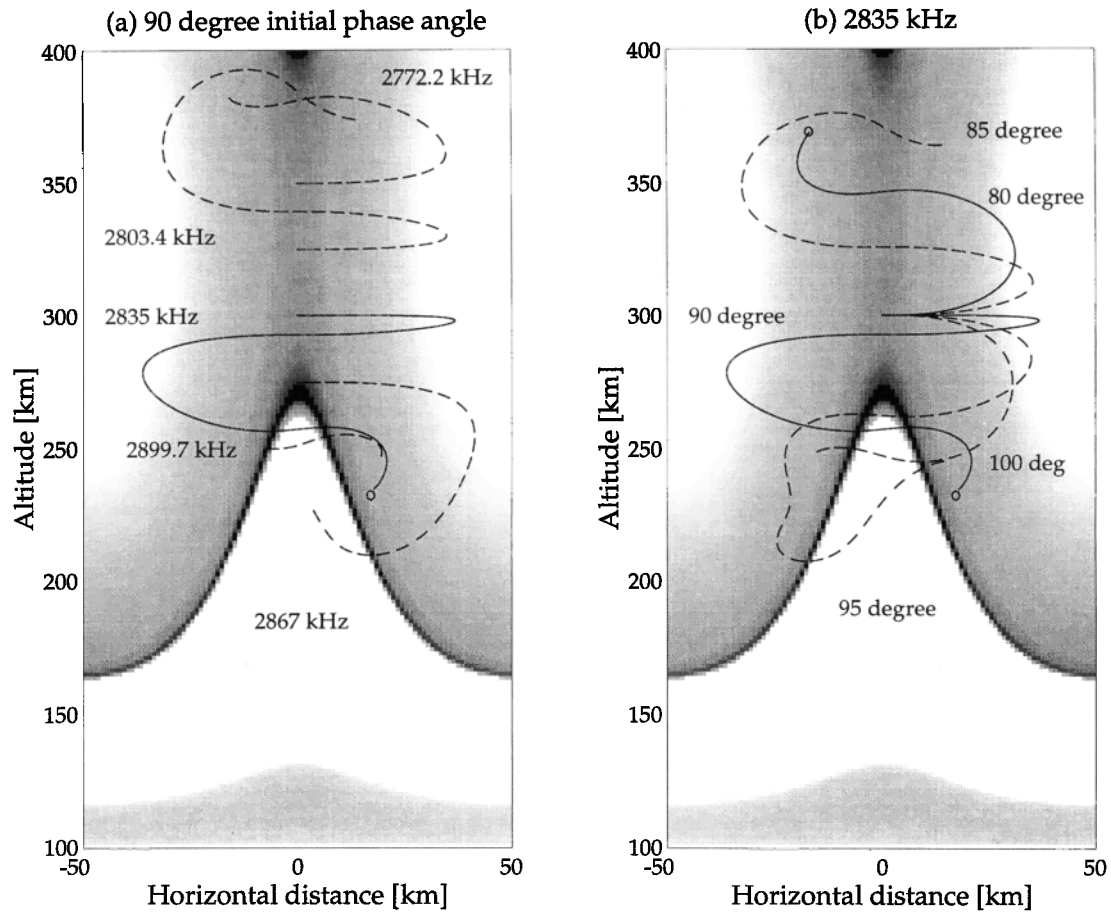 (a) 90 degree initial phase angle
400
350
300
250
200
150
100
-50
0
50
Altitude [km]
Horizontal distance [km]
2772.2 kHz
2803.4 kHz
2835 kHz
2899.7 kHz
2867 kHz
(b) 2835 kHz
400
350
300
250
200
150
100
-50
0
50
Altitude [km]
Horizontal distance [km]
85 degree
80 degree
90 degree
100 deg
95 degree